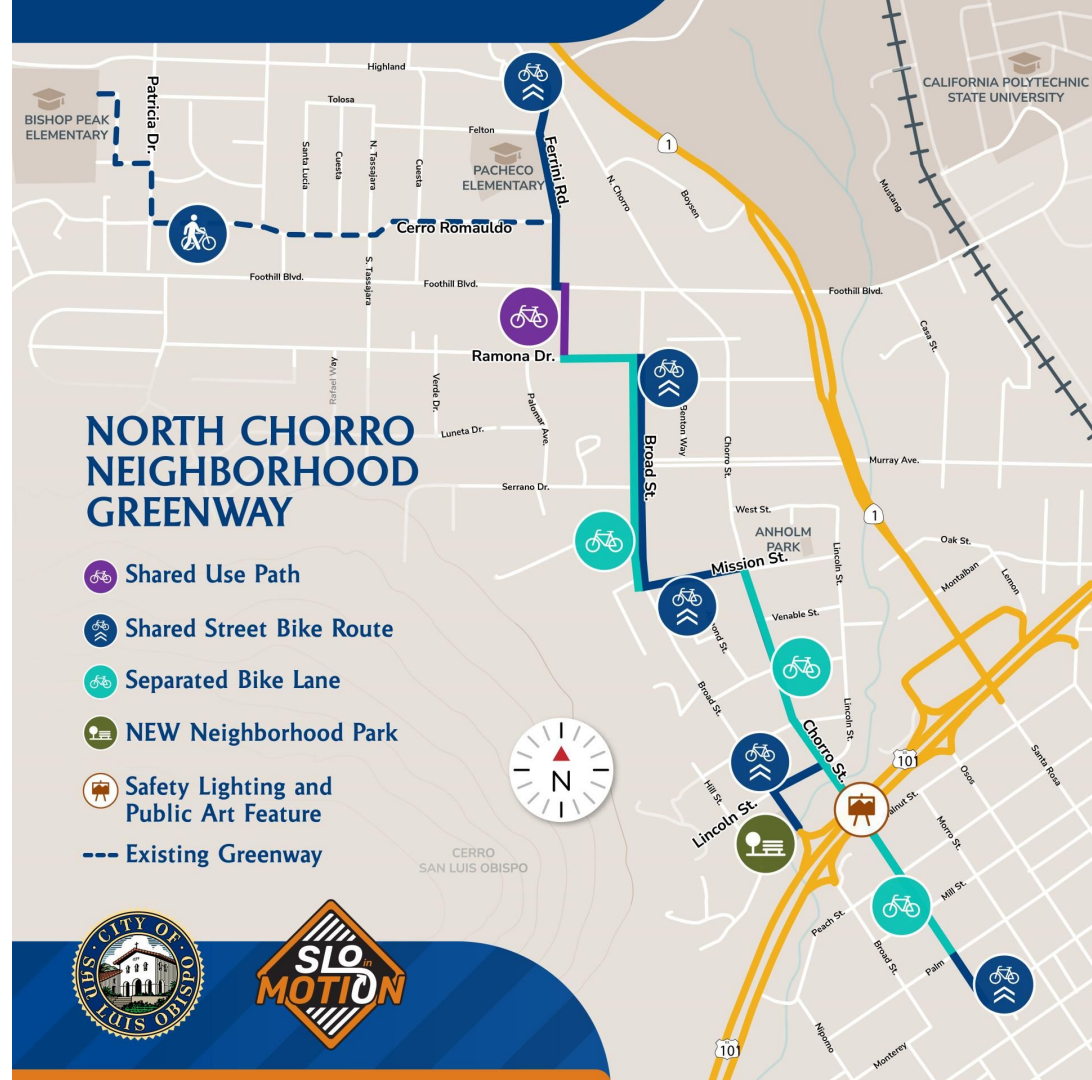 Highland
Tolosa
Patricia Dr.
BISHOP PEAK
ELEMENTARY
CALIFORNIA POLYTECHNIC
STATE UNIVERSITY
Felton
Santa Lucia
Cuesta
N. Tassajara
Cuesta
PACHECO
ELEMENTARY
Ferrini Rd.
N. Chorro
Boysen
1
Mustang
Cerro Romauldo
S. Tassajara
Foothill Blvd.
Foothill Blvd.
Foothill Blvd.
Casa St.
Ramona Dr.
Rafael Way
Verde Dr.
Palomar Ave.
Luneta Dr.
Serrano Dr.
Broad St.
Benton Way
Chorro St.
Murray Ave.
West St.
1
ANHOLM
PARK
Mission St.
Lincoln St.
Oak St.
Montalban
Lemon
Venable St.
Broad St.
Lincoln St.
Chorro St.
101
Santa Rosa
Osos
Hill St.
Lincoln St.
Morro St.
Mill St.
Peach St.
Broad St.
Palm
Nipomo
Monterey
101
NORTH CHORRO
NEIGHBORHOOD
GREENWAY
Shared Use Path
Shared Street Bike Route
Separated Bike Lane
NEW Neighborhood Park
Safety Lighting and
Public Art Feature
Existing Greenway
N
CERRO
SAN LUIS OBISPO
CITY OF
SAN LUIS OBISPO
SLO
in
MOTION